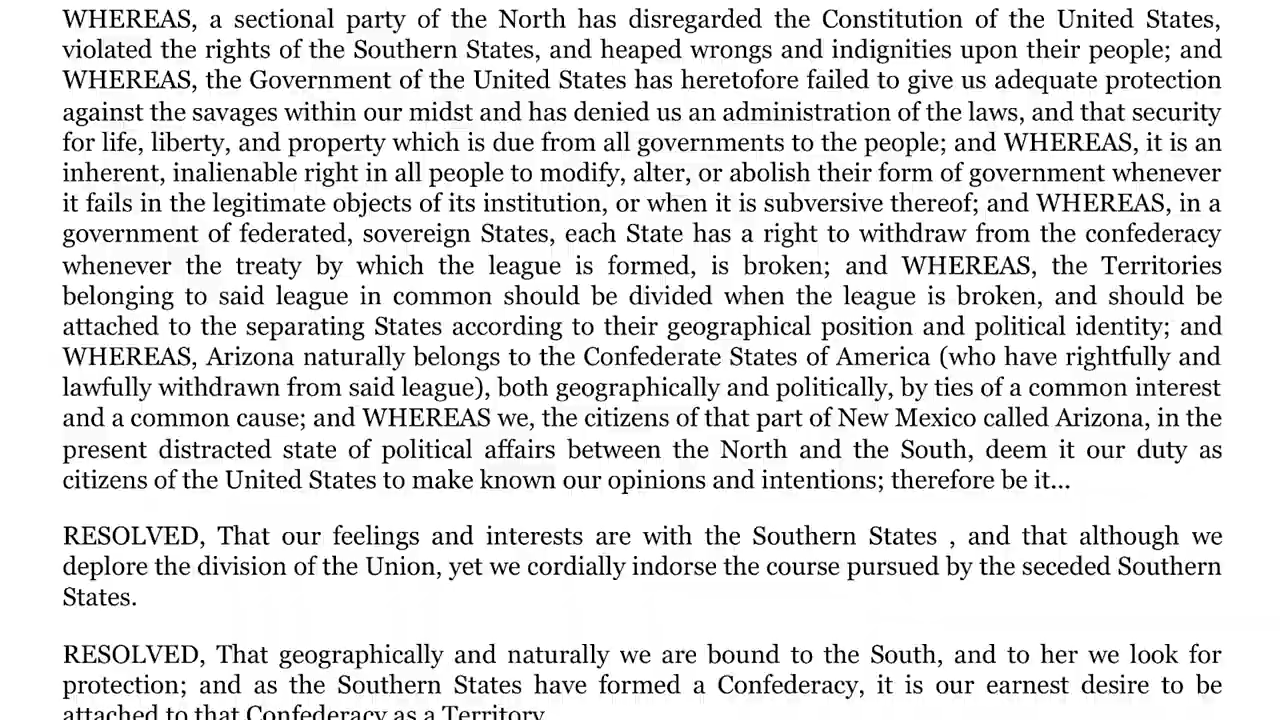 WHEREAS, a sectional party of the North has disregarded the Constitution of the United States,
violated the rights of the Southern States, and heaped wrongs and indignities upon their people; and
WHEREAS, the Government of the United States has heretofore failed to give us adequate protection
against the savages within our midst and has denied us an administration of the laws, and that security
for life, liberty, and property which is due from all governments to the people; and WHEREAS, it is an
inherent, inalienable right in all people to modify, alter, or abolish their form of government whenever
it fails in the legitimate objects of its institution, or when it is subversive thereof; and WHEREAS, in a
government of federated, sovereign States, each State has a right to withdraw from the confederacy
whenever the treaty by which the league is formed, is broken; and WHEREAS, the Territories
belonging to said league in common should be divided when the league is broken, and should be
attached to the separating States according to their geographical position and political identity; and
WHEREAS, Arizona naturally belongs to the Confederate States of America (who have rightfully and
lawfully withdrawn from said league), both geographically and politically, by ties of a common interest
and a common cause; and WHEREAS we, the citizens of that part of New Mexico called Arizona, in the
present distracted state of political affairs between the North and the South, deem it our duty as
citizens of the United States to make known our opinions and intentions; therefore be it...
RESOLVED, That our feelings and interests are with the Southern States , and that although we
deplore the division of the Union, yet we cordially indorse the course pursued by the seceded Southern
States.
RESOLVED, That geographically and naturally we are bound to the South, and to her we look for
protection; and as the Southern States have formed a Confederacy, it is our earnest desire to be
attached to that Confederacy as a Territory.